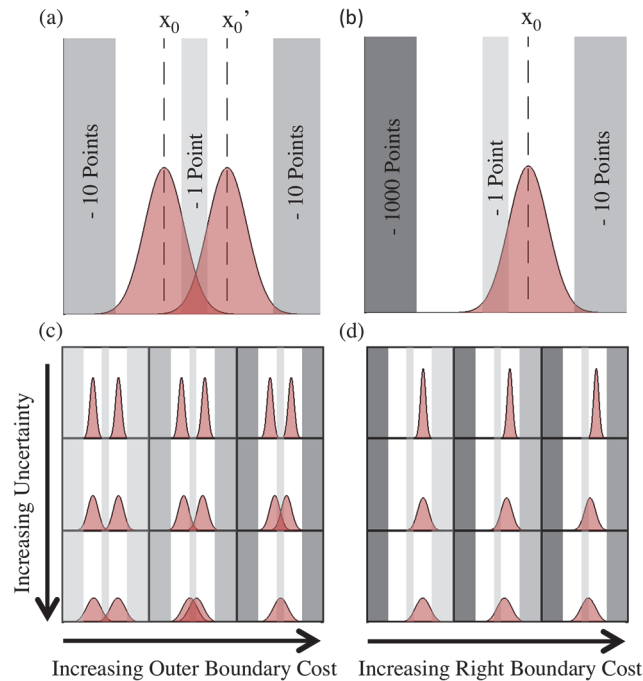 (a)
x₀
x₀’
(b)
x₀
- 10 Points
- 1 Point
- 10 Points
- 1000 Points
- 1 Point
- 10 Points
(c)
(d)
Increasing Uncertainty
Increasing Outer Boundary Cost
Increasing Right Boundary Cost